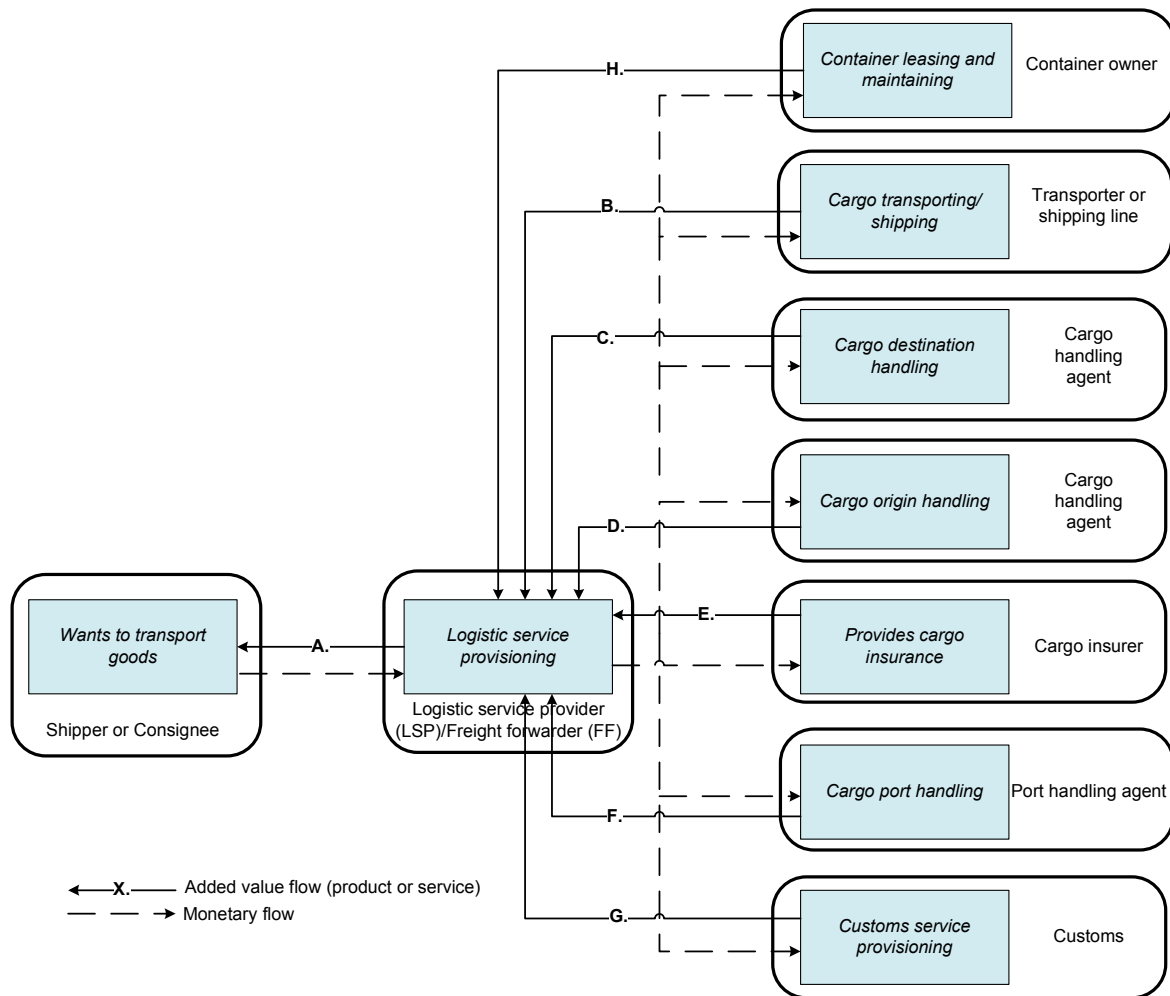 H.
Container leasing and
maintaining
Container owner
B.
Cargo transporting/
shipping
Transporter or
shipping line
C.
Cargo destination
handling
Cargo
handling
agent
Cargo origin handling
Cargo
handling
agent
D.
Wants to transport
goods
Shipper or Consignee
A.
Logistic service
provisioning
Logistic service provider
(LSP)/Freight forwarder (FF)
E.
Provides cargo
insurance
Cargo insurer
Cargo port handling
Port handling agent
F.
X. Added value flow (product or service)
Monetary flow
G.
Customs service
provisioning
Customs